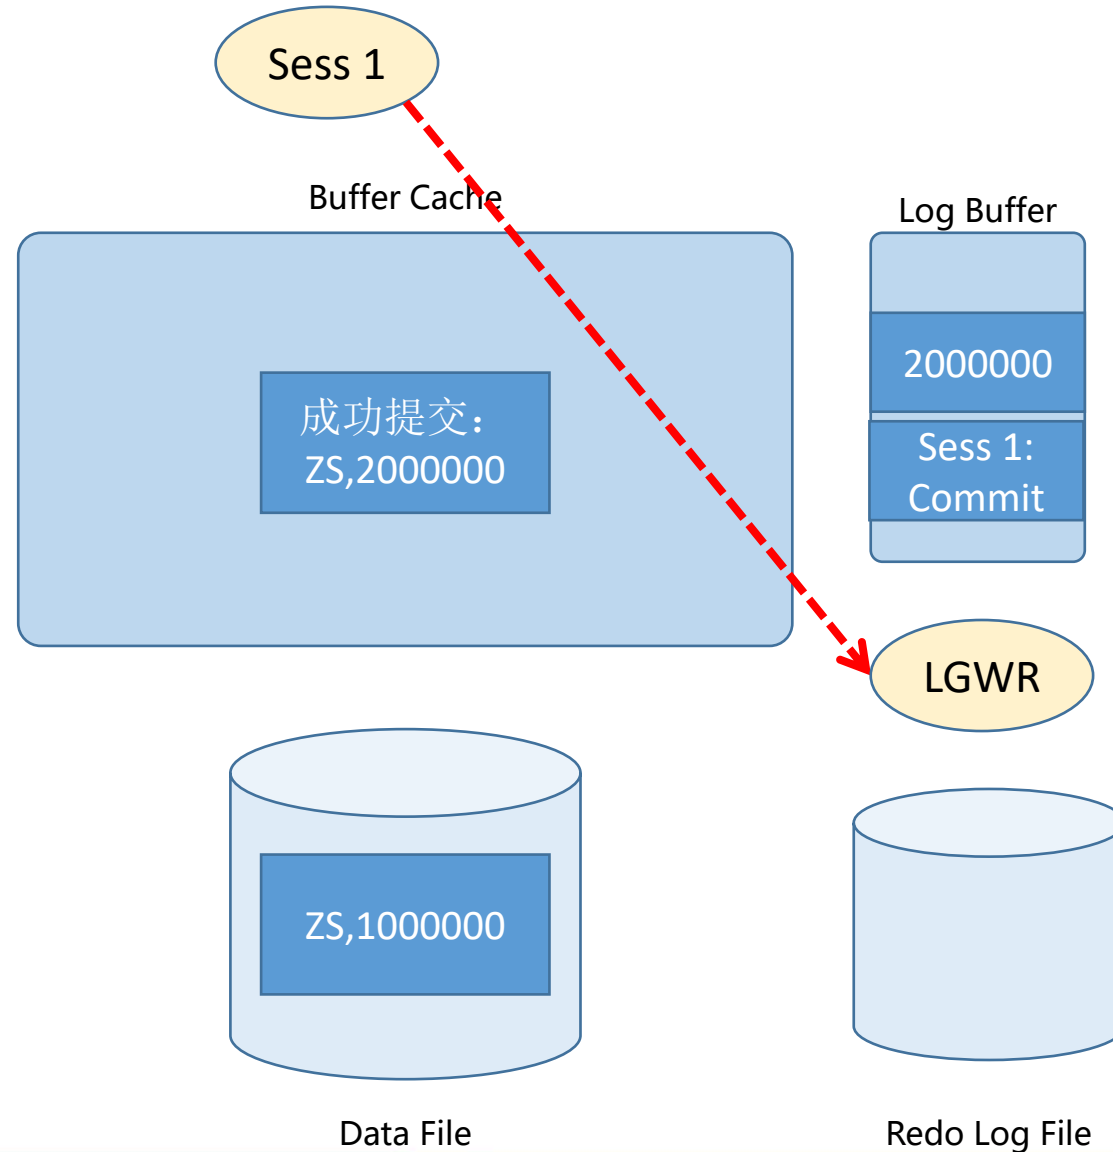 Sess 1
Buffer Cache
Log Buffer
2000000
成功提交：
ZS,2000000
Sess 1:
Commit
LGWR
ZS,1000000
Data File
Redo Log File